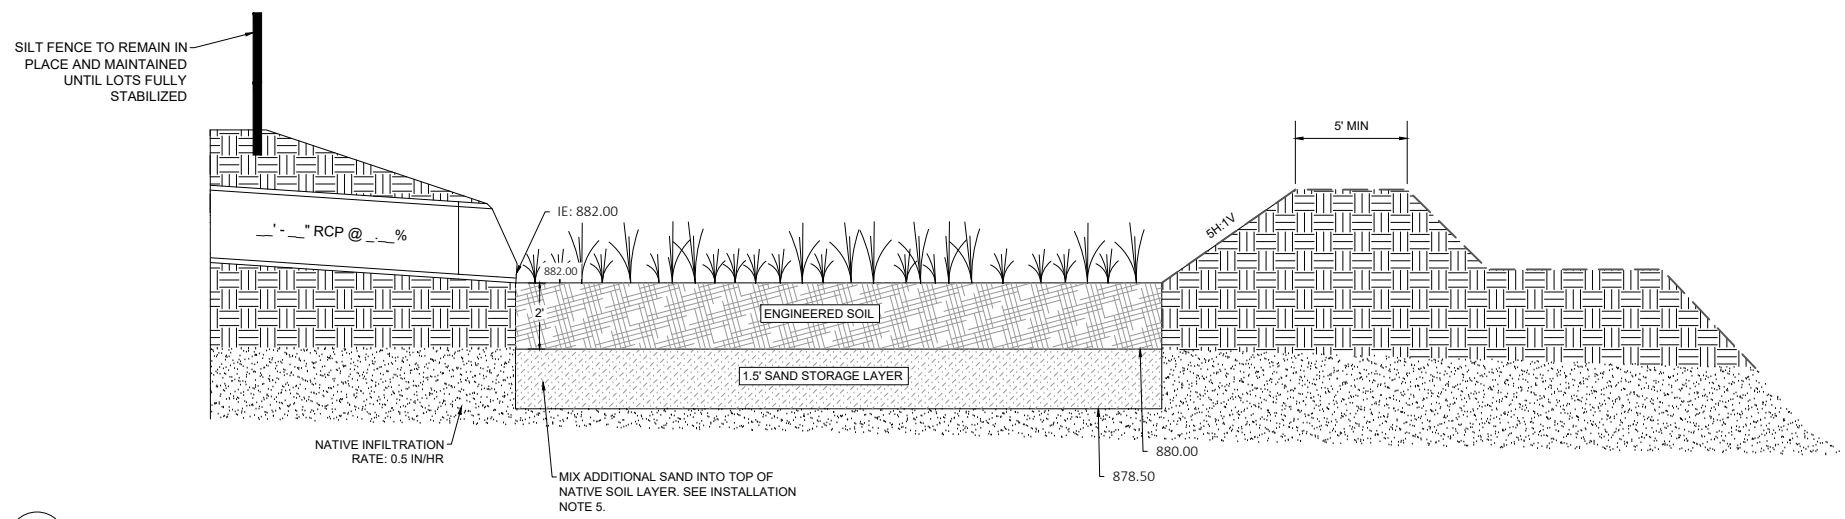 SILT FENCE TO REMAIN IN
PLACE AND MAINTAINED
UNTIL LOTS FULLY
STABILIZED
5' MIN
IE: 882.00
__' - __" RCP @ _.__%
5H:1V
882.00
2'
ENGINEERED SOIL
1.5' SAND STORAGE LAYER
NATIVE INFILTRATION
RATE: 0.5 IN/HR
880.00
878.50
MIX ADDITIONAL SAND INTO TOP OF
NATIVE SOIL LAYER. SEE INSTALLATION
NOTE 5.